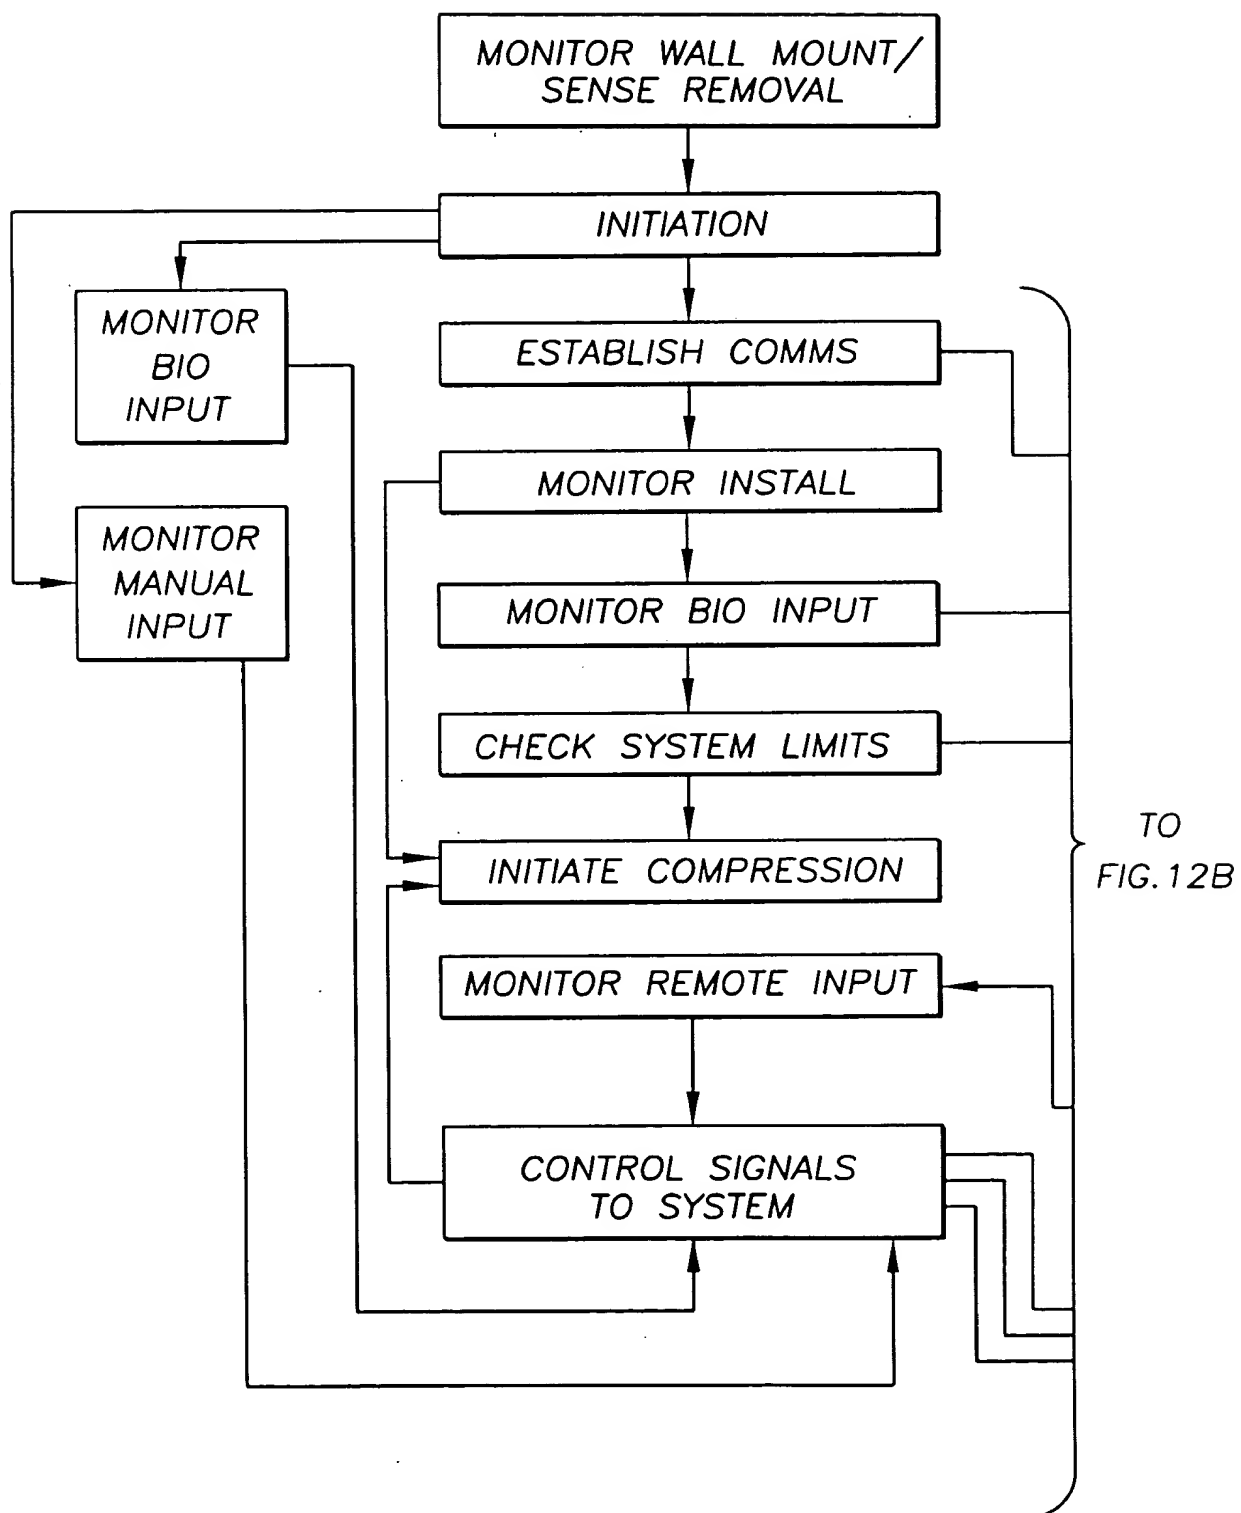 MONITOR WALL MOUNT/
SENSE REMOVAL
INITIATION
MONITOR
BIO
INPUT
ESTABLISH COMMS
MONITOR INSTALL
MONITOR
MANUAL
INPUT
MONITOR BIO INPUT
CHECK SYSTEM LIMITS
INITIATE COMPRESSION
TO
FIG.12B
MONITOR REMOTE INPUT
CONTROL SIGNALS
TO SYSTEM